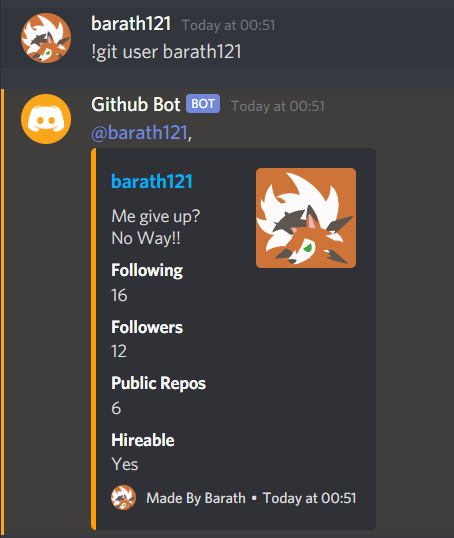 barath121 Today at 00:51
!git user barath121
Github Bot BOT Today at 00:51
@barath121,
barath121
Me give up?
No Way!!
Following
16
Followers
12
Public Repos
6
Hireable
Yes
Made By Barath • Today at 00:51